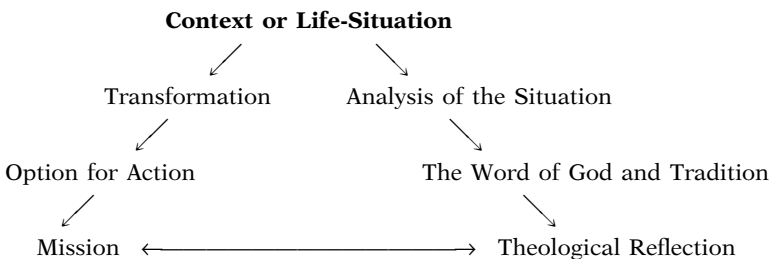 Context or Life-Situation
Transformation Analysis of the Situation
Option for Action The Word of God and Tradition
Mission Theological Reflection